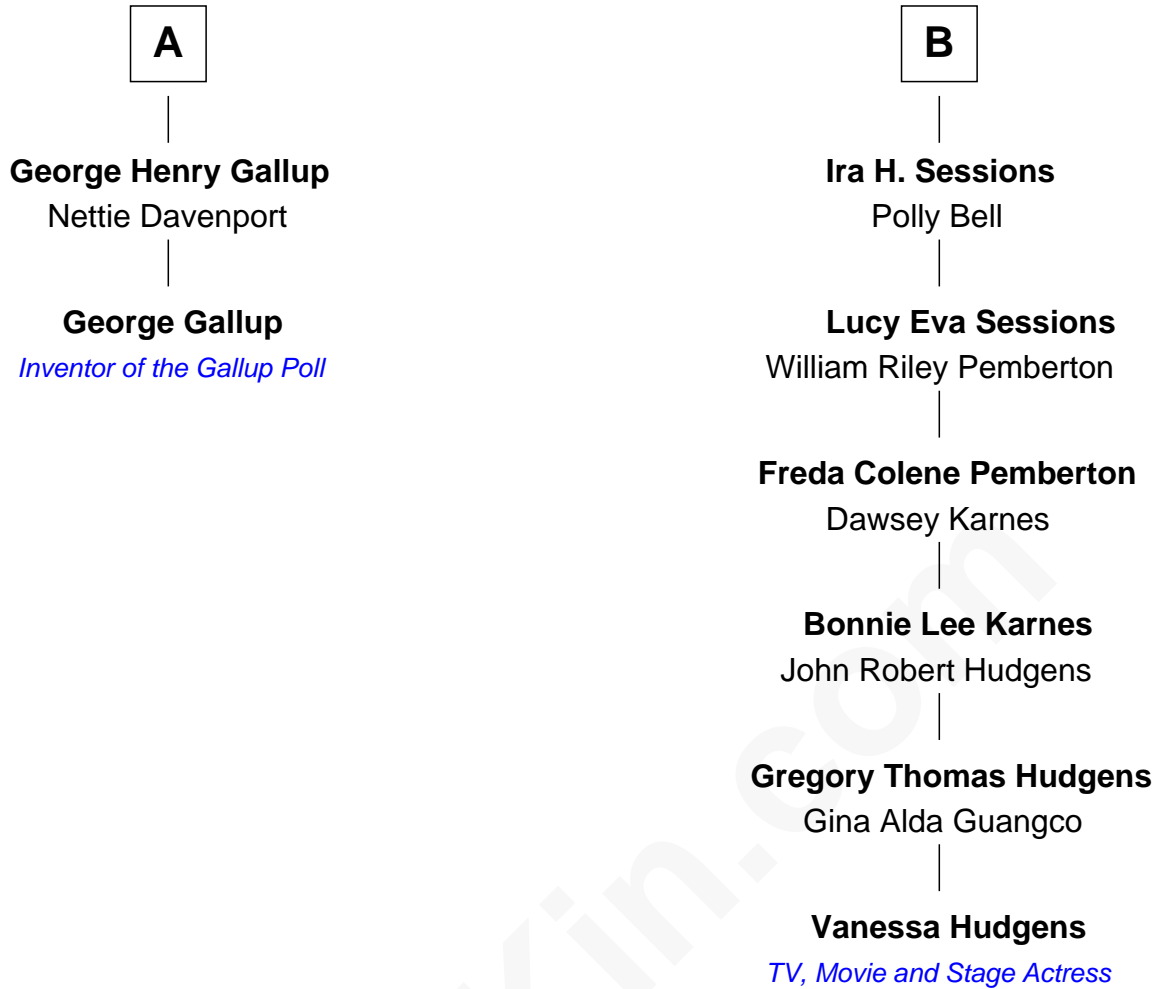 A
George Henry Gallup
Nettie Davenport
George Gallup
Inventor of the Gallup Poll
B
Ira H. Sessions
Polly Bell
Lucy Eva Sessions
William Riley Pemberton
Freda Colene Pemberton
Dawsey Karnes
Bonnie Lee Karnes
John Robert Hudgens
Gregory Thomas Hudgens
Gina Alda Guangco
Vanessa Hudgens
TV, Movie and Stage Actress
Kin.com